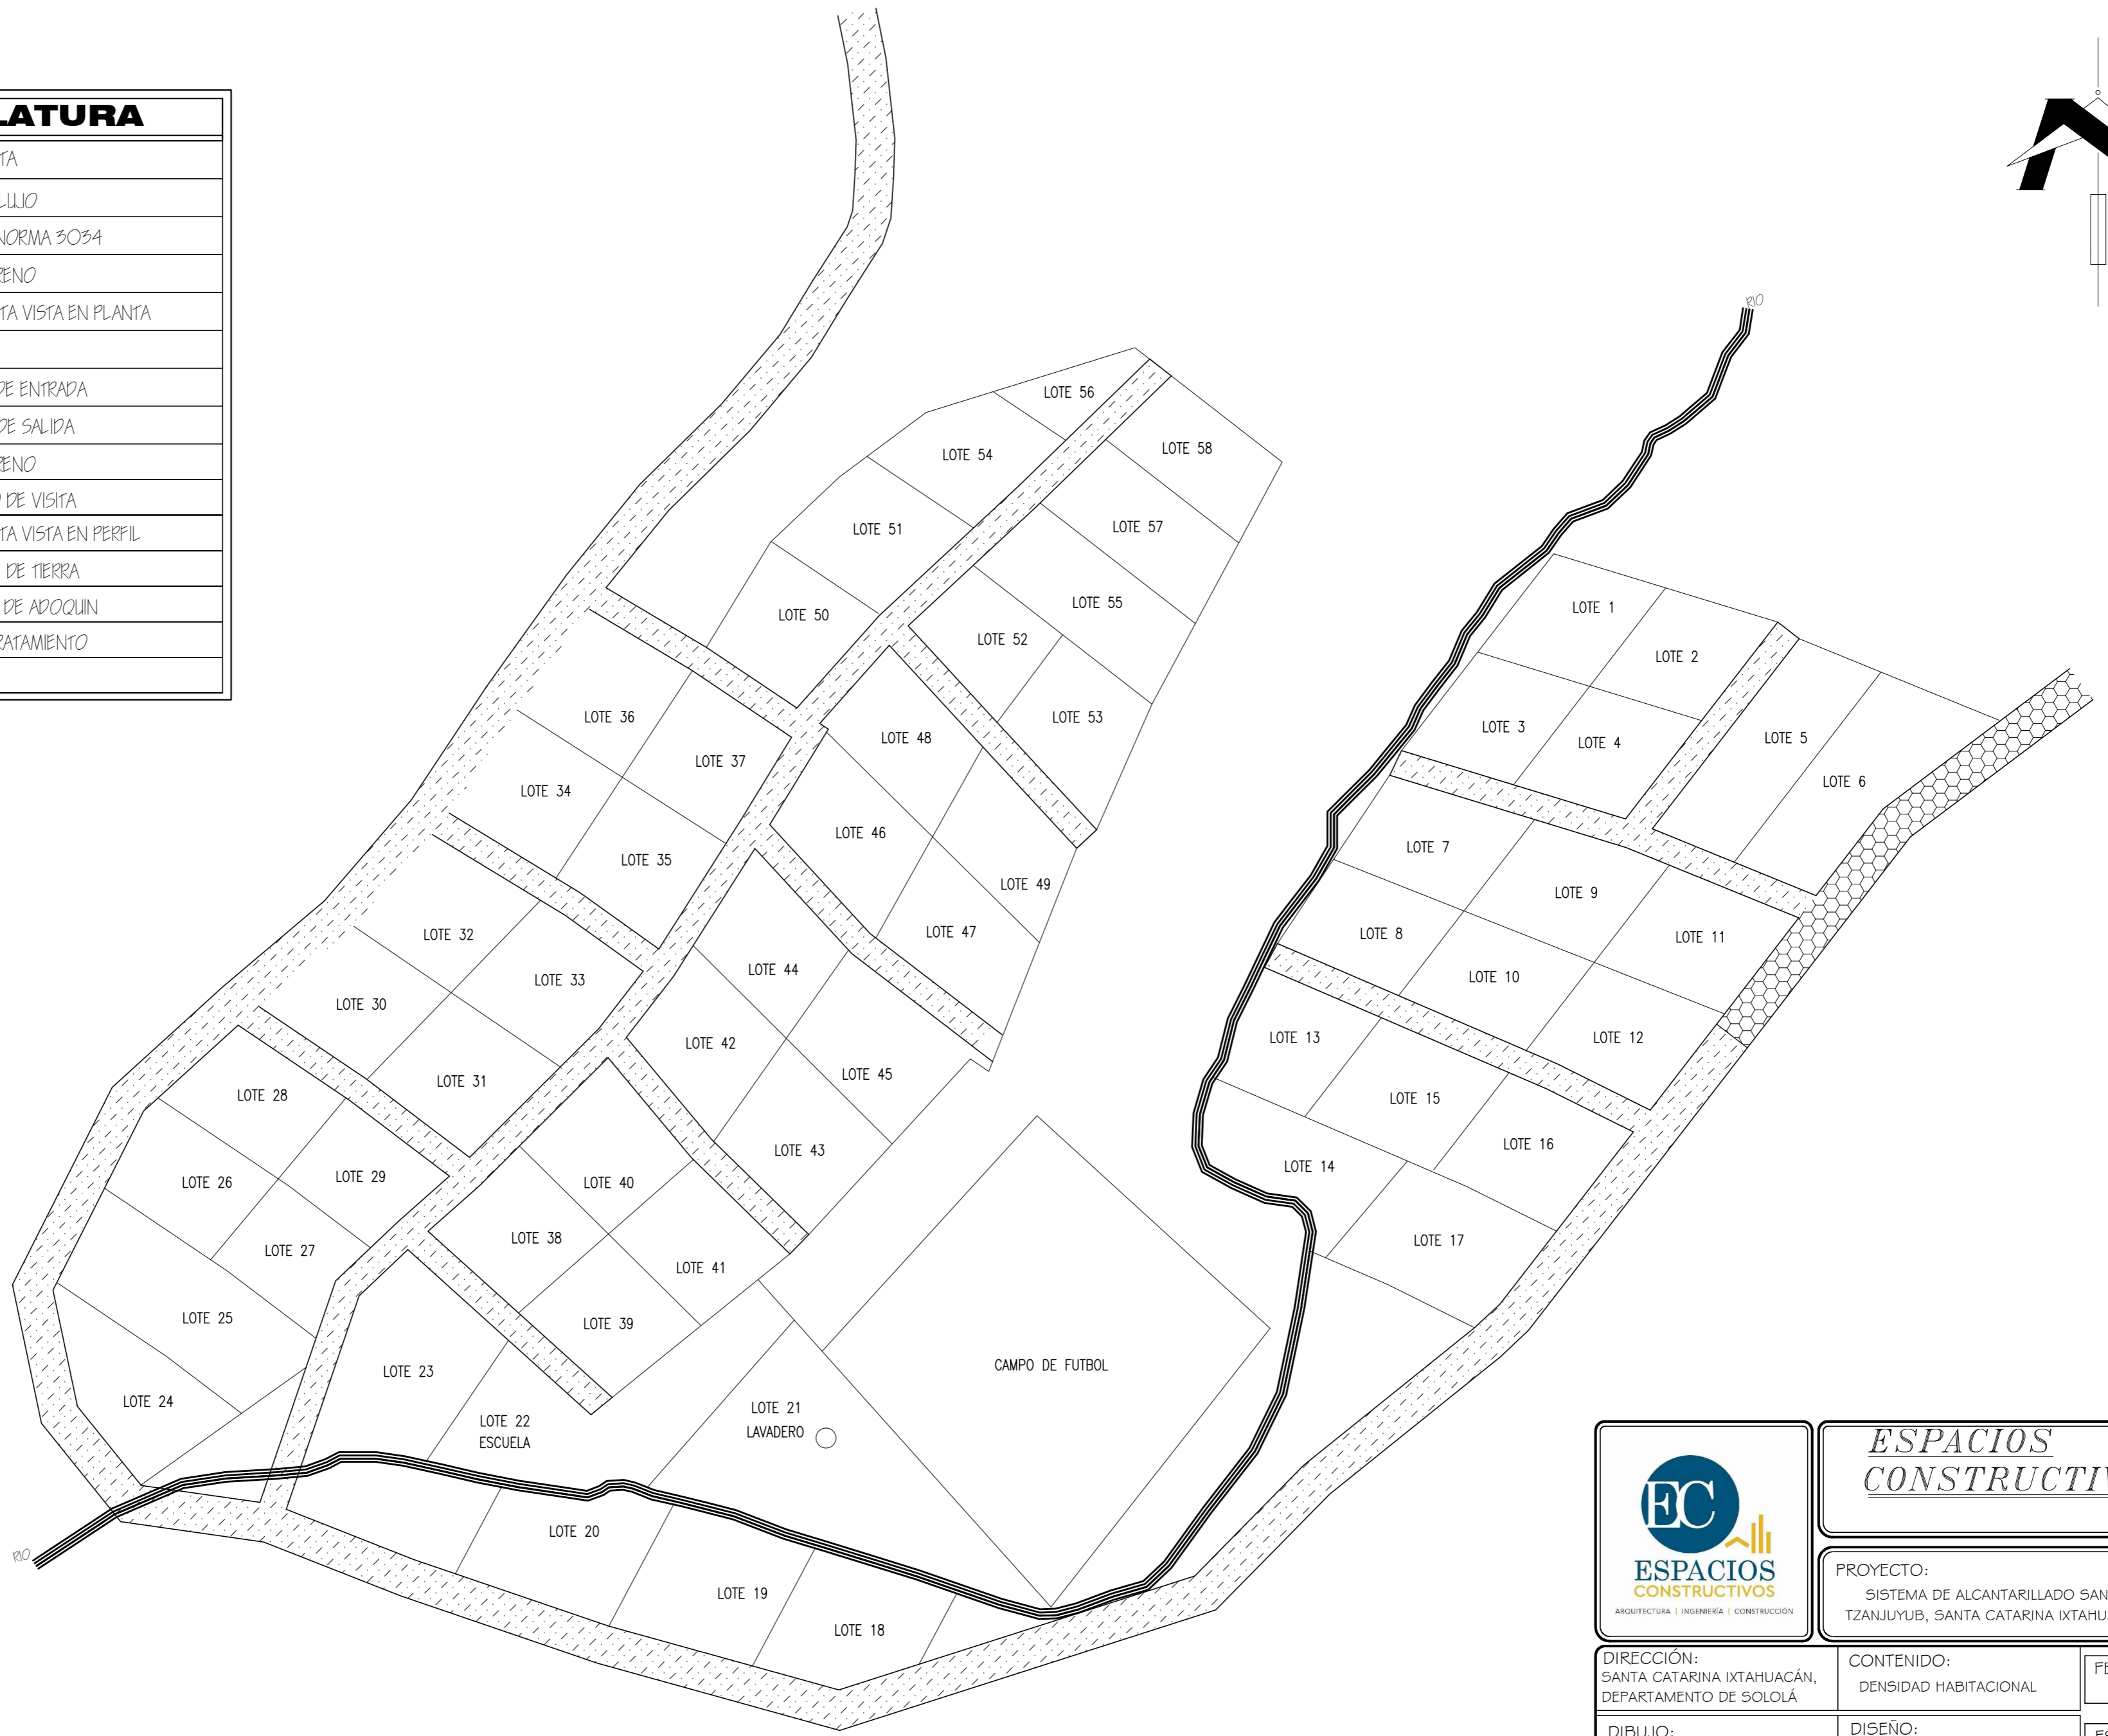 LATURA
TA
LUJO
NORMA 3034
RENO
TA VISTA EN PLANTA
DE ENTRADA
DE SALIDA
RENO
O DE VISITA
TA VISTA EN PERFIL
DE TIERRA
DE ADOQUIN
RATAMIENTO
RIO
LOTE 56
LOTE 54
LOTE 58
LOTE 51
LOTE 57
LOTE 50
LOTE 55
LOTE 52
LOTE 53
LOTE 36
LOTE 48
LOTE 37
LOTE 34
LOTE 46
LOTE 35
LOTE 49
LOTE 47
LOTE 32
LOTE 33
LOTE 44
LOTE 30
LOTE 42
LOTE 31
LOTE 45
LOTE 28
LOTE 43
LOTE 29
LOTE 26
LOTE 40
LOTE 27
LOTE 38
LOTE 41
LOTE 25
LOTE 39
LOTE 24
LOTE 23
LOTE 22
ESCUELA
LOTE 21
LAVADERO
CAMPO DE FUTBOL
LOTE 20
LOTE 19
LOTE 18
RIO
LOTE 1
LOTE 2
LOTE 3
LOTE 4
LOTE 5
LOTE 6
LOTE 7
LOTE 9
LOTE 8
LOTE 11
LOTE 10
LOTE 12
LOTE 13
LOTE 15
LOTE 16
LOTE 14
LOTE 17
EC
ESPACIOS
CONSTRUCTIVOS
ARQUITECTURA | INGENIERÍA | CONSTRUCCIÓN
ESPACIOS
CONSTRUCTIV
PROYECTO:
SISTEMA DE ALCANTARILLADO SAN
TZANJUYUB, SANTA CATARINA IXTAHU
DIRECCIÓN:
SANTA CATARINA IXTAHUACÁN,
DEPARTAMENTO DE SOLOLÁ
CONTENIDO:
DENSIDAD HABITACIONAL
FE
DIBUJO:
DISEÑO:
ES